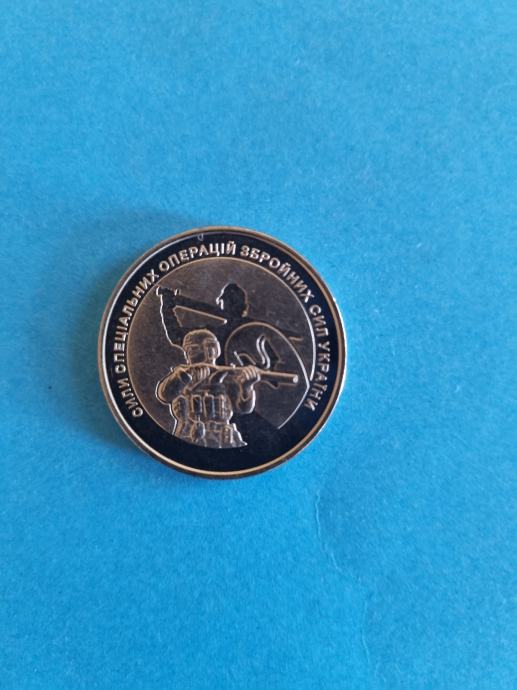 СИЛИ СПЕЦІАЛЬНИХ ОПЕРАЦІЙ ЗБРОЙНИХ СИЛ УКРАЇНИ